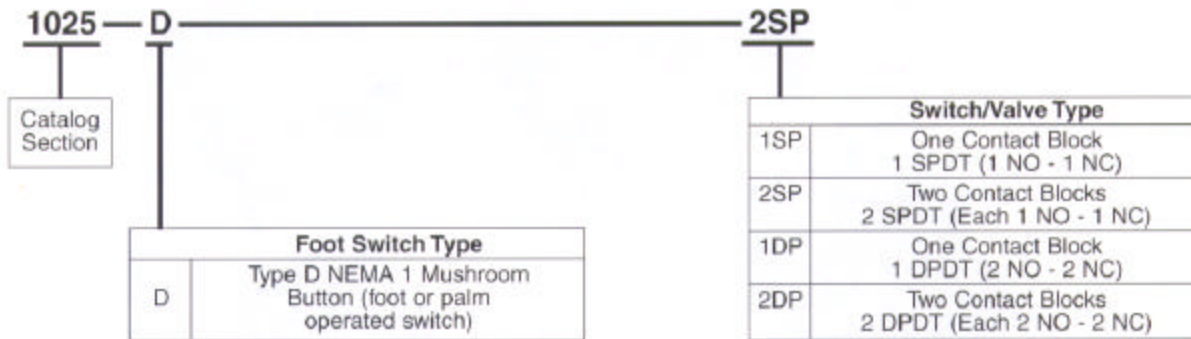 1025 D 2SP
Catalog
Section
Switch/Valve Type
1SP One Contact Block
1 SPDT (1 NO - 1 NC)
2SP Two Contact Blocks
2 SPDT (Each 1 NO - 1 NC)
1DP One Contact Block
1 DPDT (2 NO - 2 NC)
2DP Two Contact Blocks
2 DPDT (Each 2 NO - 2 NC)
Foot Switch Type
D Type D NEMA 1 Mushroom
Button (foot or palm
operated switch)